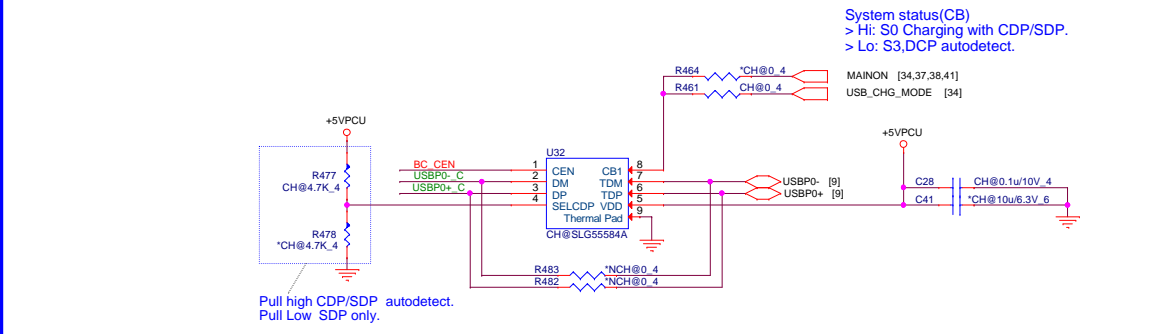 System status(CB)
> Hi: S0 Charging with CDP/SDP.
> Lo: S3,DCP autodetect.
R464 *CH@0_4 MAINON [34,37,38,41]
R461 CH@0_4 USB_CHG_MODE [34]
+5VPCU
+5VPCU
U32
BC_CEN 1 CEN CB1 8
USBP0-_C 2 DM TDM 7 USBP0- [9]
USBP0+_C 3 DP TDP 6 USBP0+ [9]
4 SELCDP VDD 5
Thermal Pad 9
CH@SLG55584A
R477
CH@4.7K_4
R478
*CH@4.7K_4
C28 CH@0.1u/10V_4
C41 *CH@10u/6.3V_6
R483 *NCH@0_4
R482 *NCH@0_4
Pull high CDP/SDP autodetect.
Pull Low SDP only.